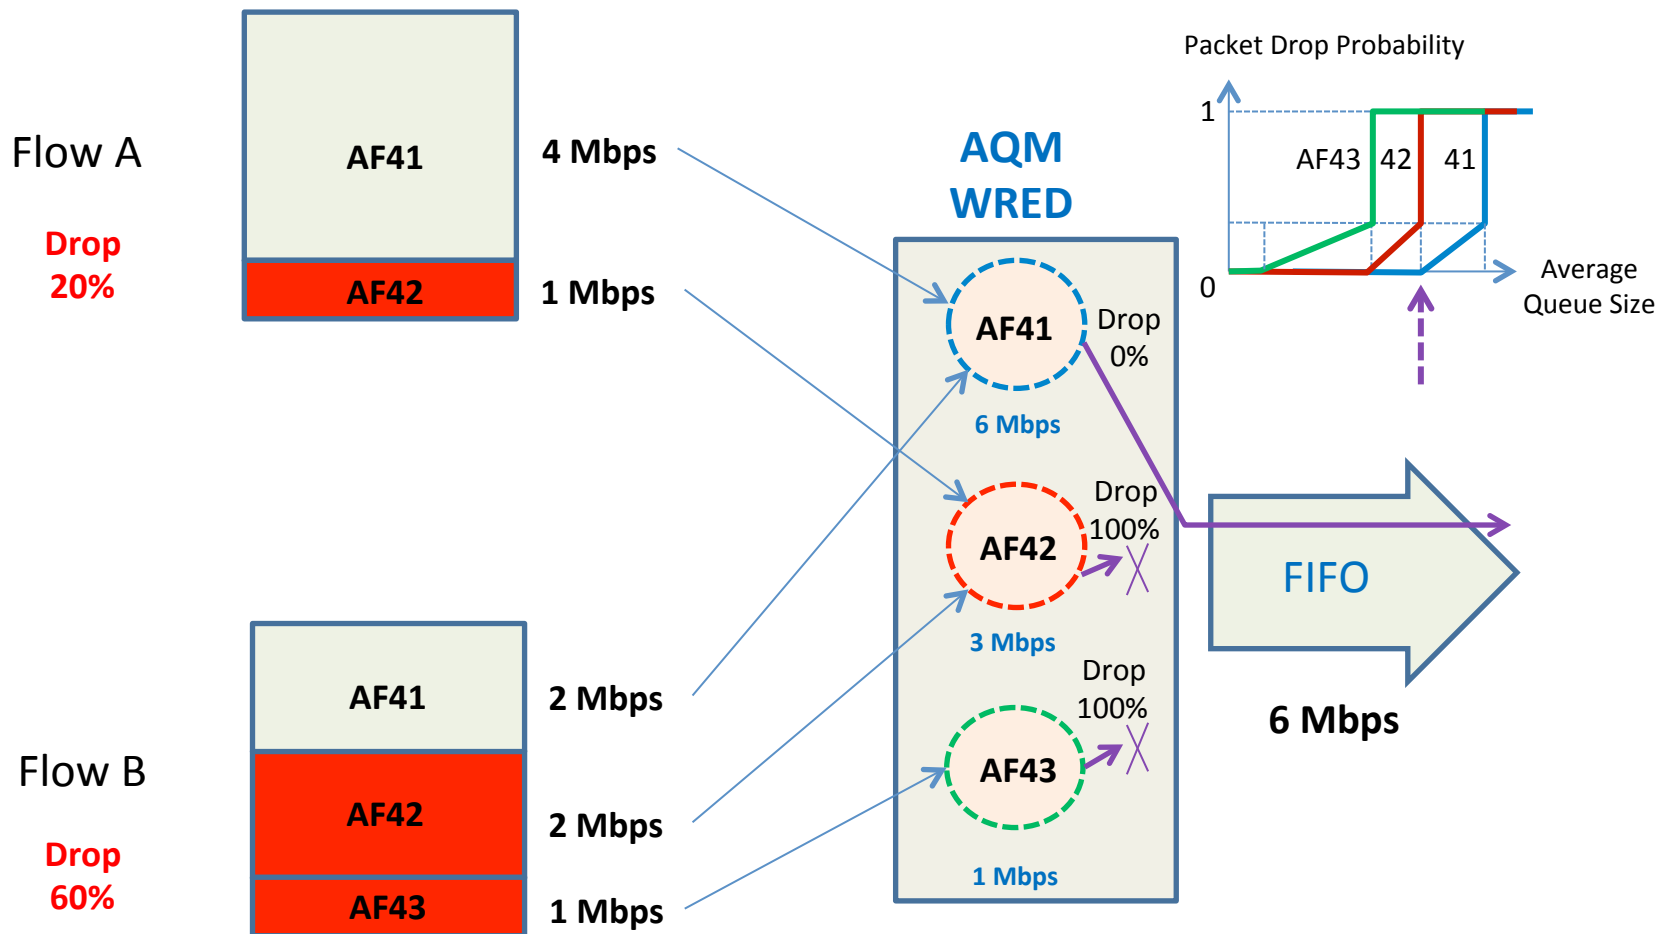 Flow A
Drop
20%
AF41
AF42
4 Mbps
1 Mbps
Flow B
Drop
60%
AF41
AF42
AF43
2 Mbps
2 Mbps
1 Mbps
AQM
WRED
AF41
Drop
0%
6 Mbps
AF42
Drop
100%
3 Mbps
AF43
Drop
100%
1 Mbps
Packet Drop Probability
1
AF43
42
41
0
Average
Queue Size
FIFO
6 Mbps